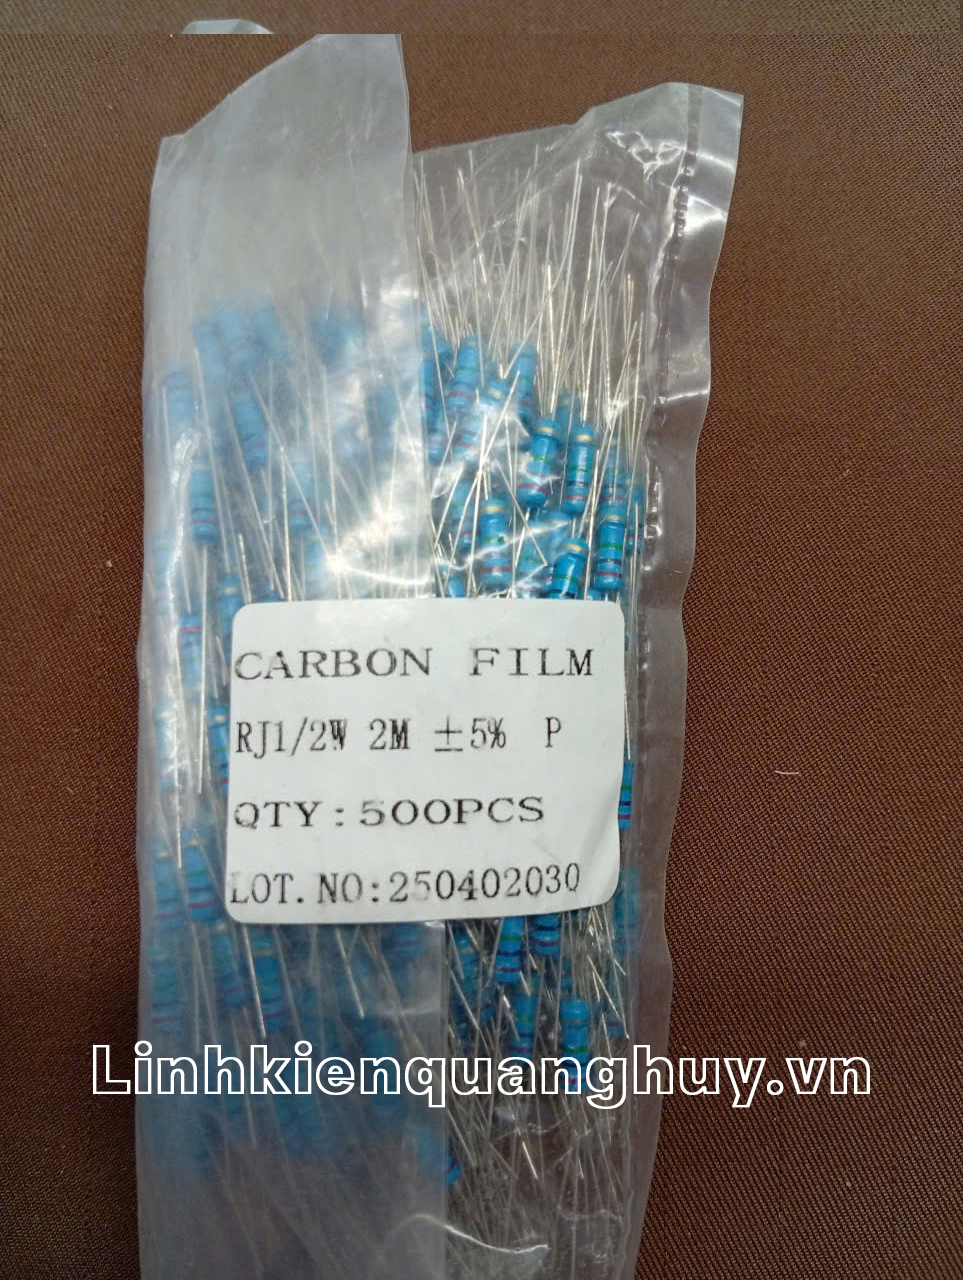 CARBON FILM
RJ1/2W 2M ±5% P
QTY:500PCS
LOT.NO:250402030
Linhkienquanghuy.vn